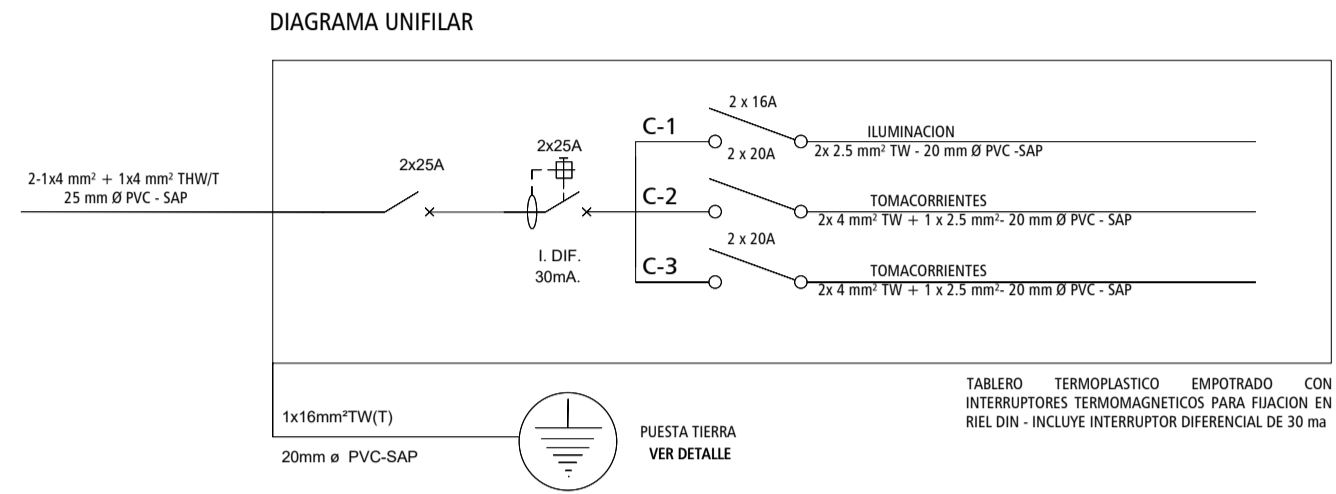 DIAGRAMA UNIFILAR
2-1x4 mm² + 1x4 mm² THW/T
25 mm Ø PVC - SAP
2x25A
2x25A
I. DIF.
30mA.
C-1
2 x 16A
ILUMINACION
2x 2.5 mm² TW - 20 mm Ø PVC -SAP
C-2
2 x 20A
TOMACORRIENTES
2x 4 mm² TW + 1 x 2.5 mm²- 20 mm Ø PVC - SAP
C-3
2 x 20A
TOMACORRIENTES
2x 4 mm² TW + 1 x 2.5 mm²- 20 mm Ø PVC - SAP
TABLERO TERMOPLASTICO EMPOTRADO CON
INTERRUPTORES TERMOMAGNETICOS PARA FIJACION EN
RIEL DIN - INCLUYE INTERRUPTOR DIFERENCIAL DE 30 ma
1x16mm²TW(T)
20mm ø PVC-SAP
PUESTA TIERRA
VER DETALLE